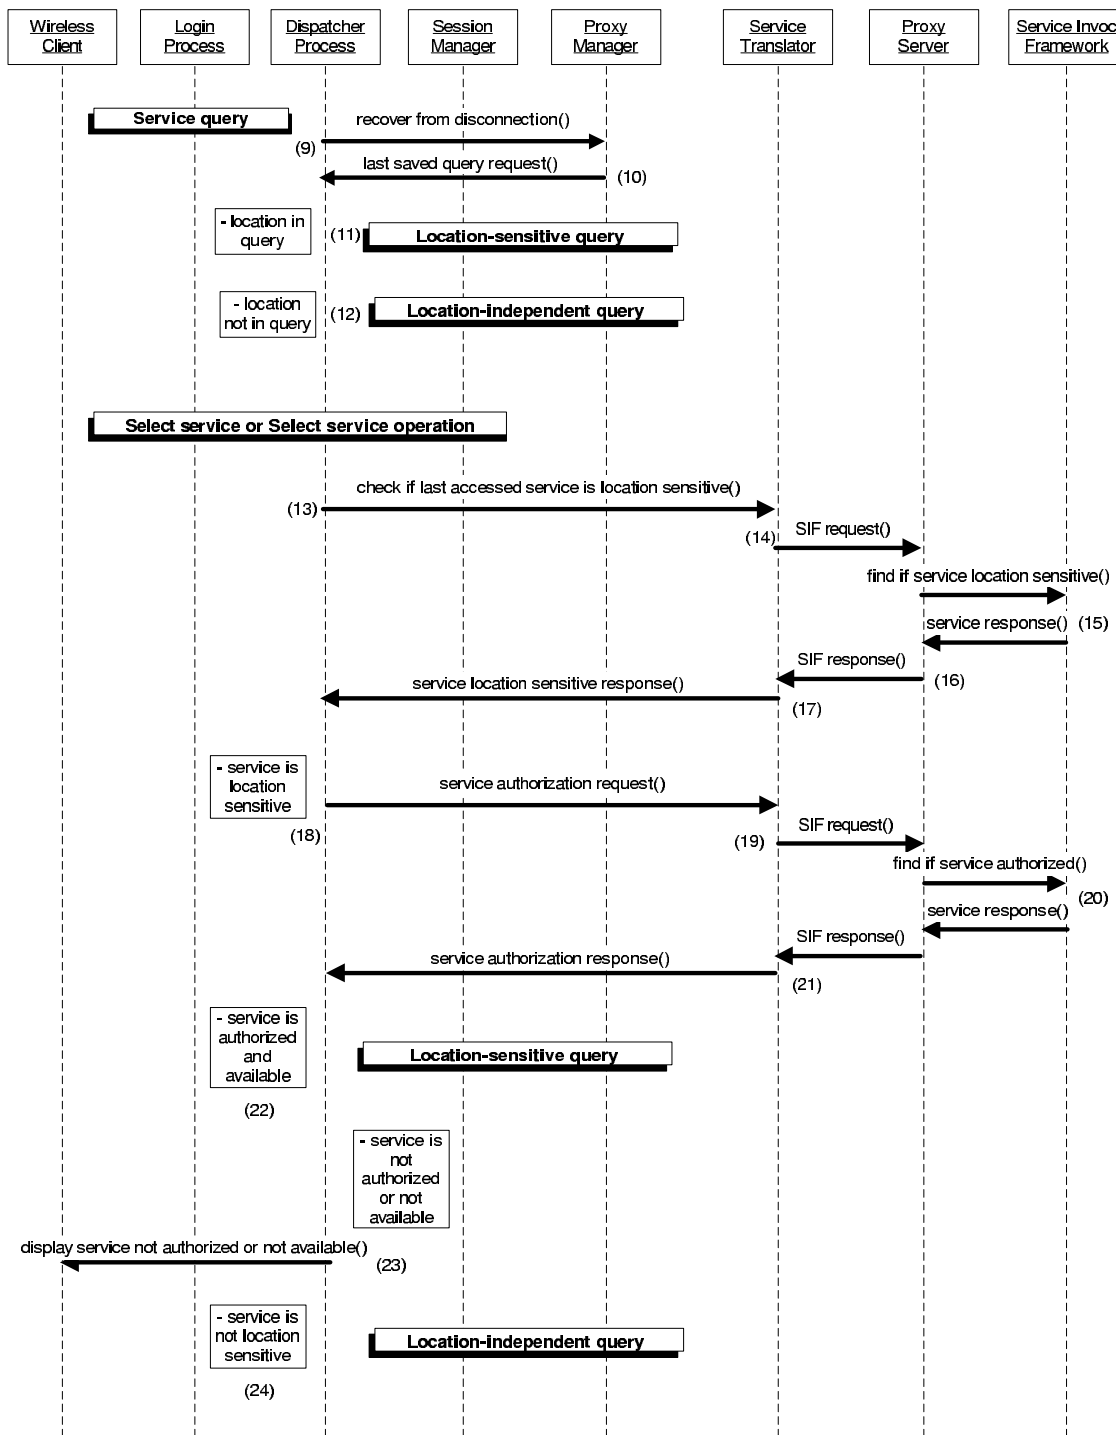 Wireless
Client
Login
Process
Dispatcher
Process
Session
Manager
Proxy
Manager
Service
Translator
Proxy
Server
Service Invoc
Framework
Service query
recover from disconnection()
(9)
last saved query request()
(10)
- location in
query
(11)
Location-sensitive query
- location
not in query
(12)
Location-independent query
Select service or Select service operation
check if last accessed service is location sensitive()
(13)
SIF request()
(14)
find if service location sensitive()
service response()
(15)
SIF response()
(16)
service location sensitive response()
(17)
- service is
location
sensitive
service authorization request()
(18)
SIF request()
(19)
find if service authorized()
(20)
service response()
SIF response()
service authorization response()
(21)
- service is
authorized
and
available
Location-sensitive query
(22)
- service is
not
authorized
or not
available
display service not authorized or not available()
(23)
- service is
not location
sensitive
Location-independent query
(24)